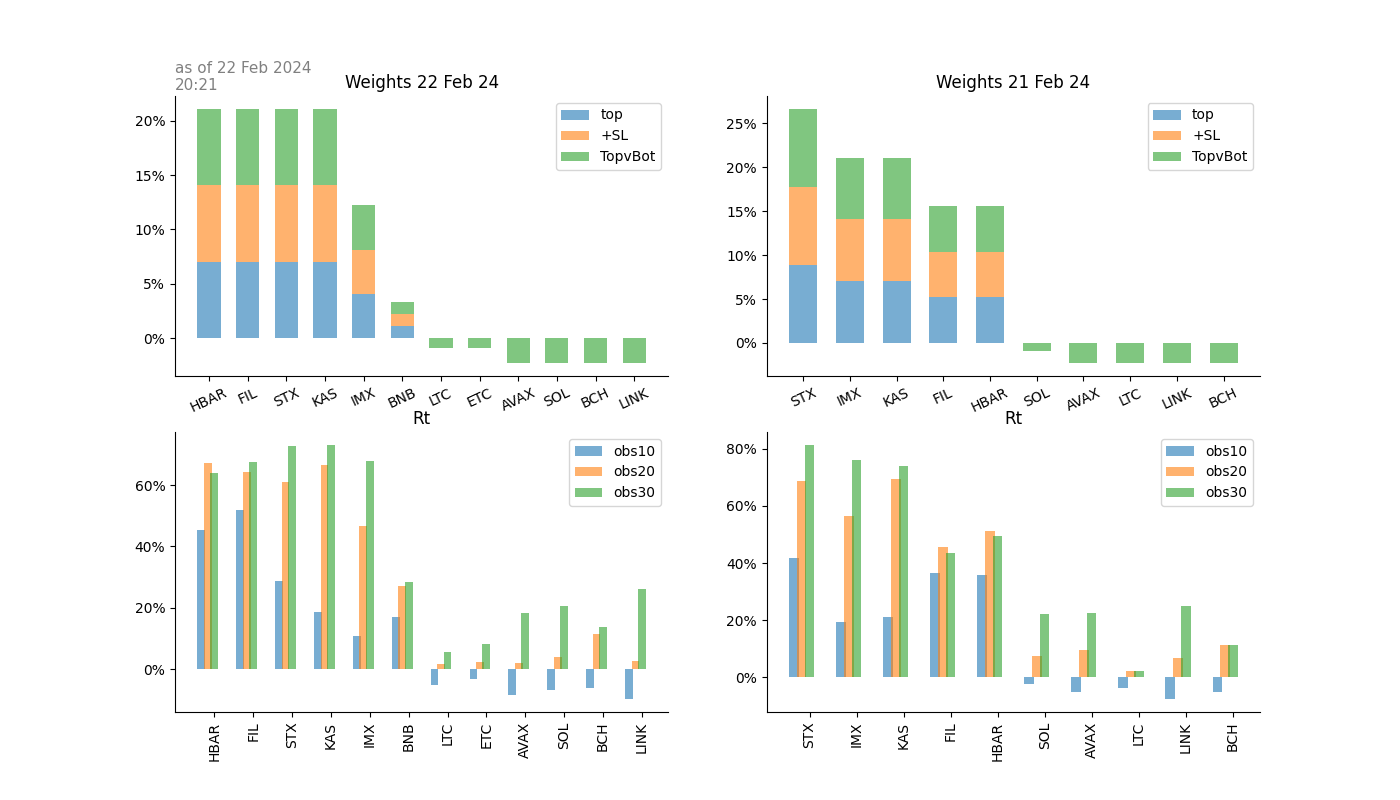 as of 22 Feb 2024
20:21
Weights 22 Feb 24
20%
15%
10%
5%
0%
top
+SL
TopvBot
HBAR FIL STX KAS IMX BNB LTC ETC AVAX SOL BCH LINK
Weights 21 Feb 24
25%
20%
15%
10%
5%
0%
top
+SL
TopvBot
STX IMX KAS FIL HBAR SOL AVAX LTC LINK BCH
Rt
60%
40%
20%
0%
obs10
obs20
obs30
HBAR FIL STX KAS IMX BNB LTC ETC AVAX SOL BCH LINK
Rt
80%
60%
40%
20%
0%
obs10
obs20
obs30
STX IMX KAS FIL HBAR SOL AVAX LTC LINK BCH